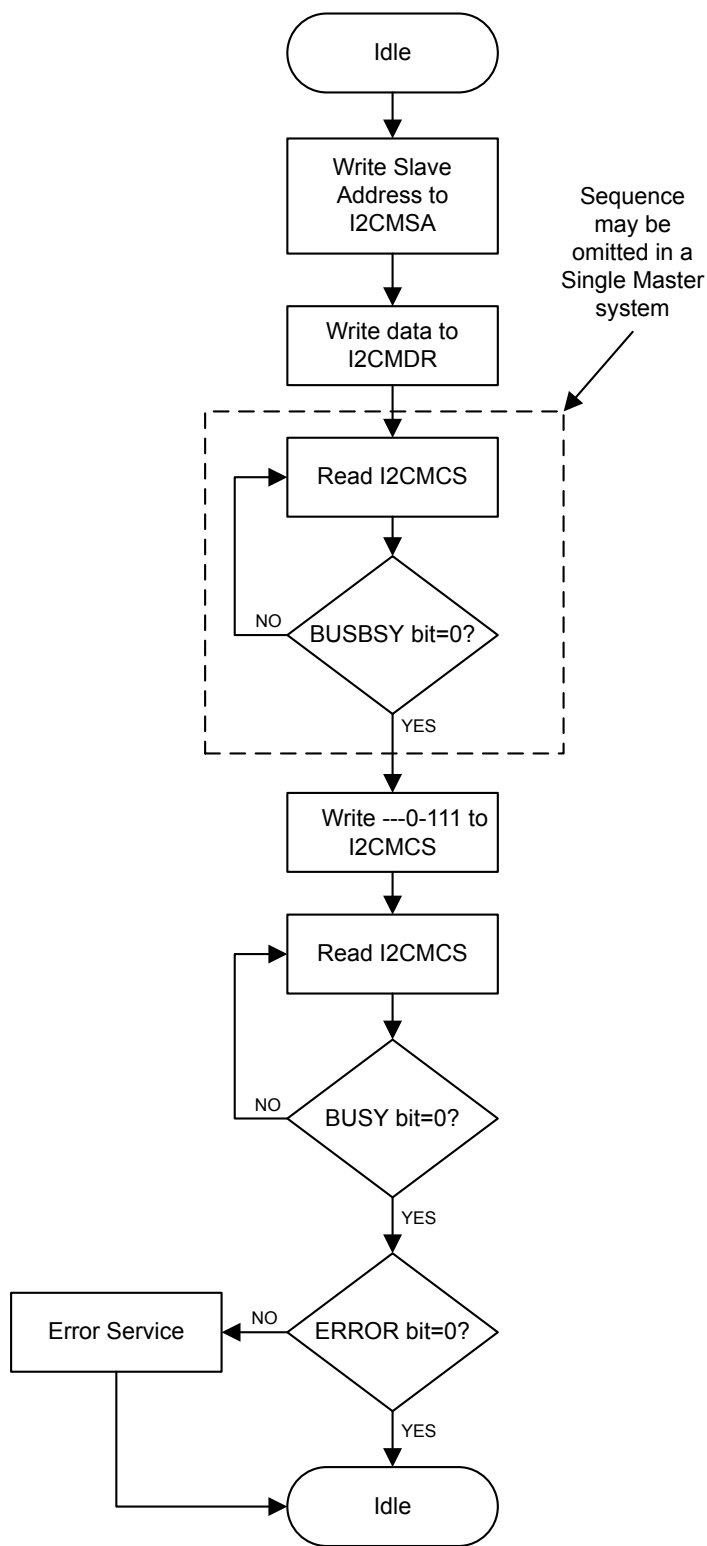 Idle
Write Slave
Address to
I2CMSA
Sequence
may be
omitted in a
Single Master
system
Write data to
I2CMDR
Read I2CMCS
NO
BUSBSY bit=0?
YES
Write ---0-111 to
I2CMCS
Read I2CMCS
NO
BUSY bit=0?
YES
Error Service
NO
ERROR bit=0?
YES
Idle